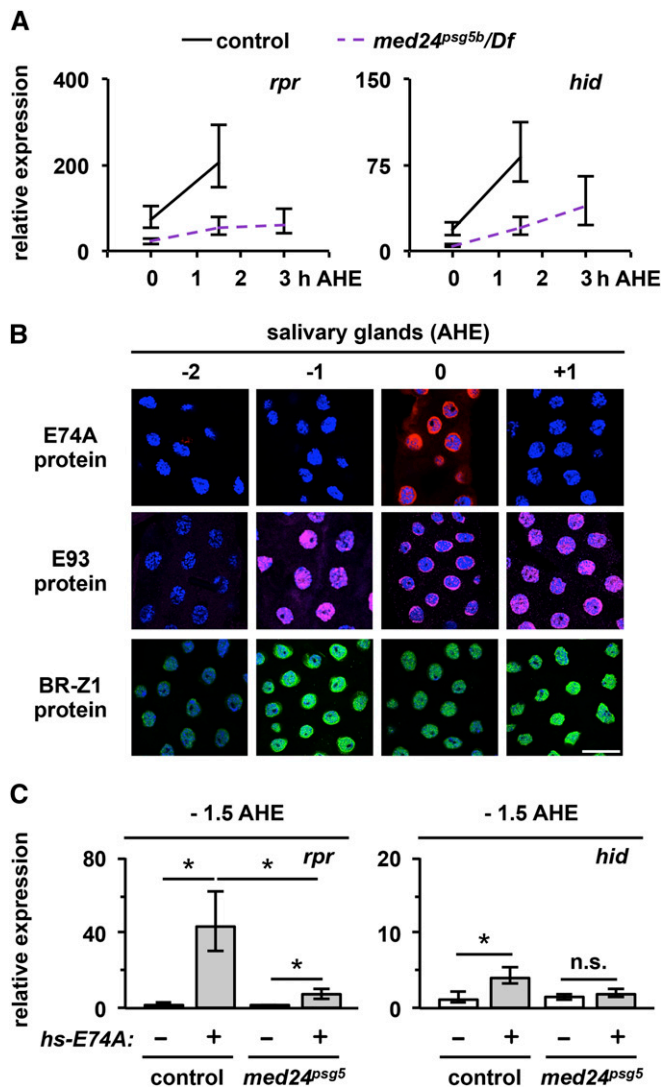 A
control
med24psg5b/Df
relative expression
400
200
0
rpr
0 1 2 3 h AHE
150
75
0
hid
0 1 2 3 h AHE
B
salivary glands (AHE)
-2 -1 0 +1
E74A protein
E93 protein
BR-Z1 protein
C
- 1.5 AHE
relative expression
80
40
0
rpr
* *
*
- 1.5 AHE
20
10
0
hid
*
n.s.
hs-E74A: – + – + – + – +
control med24psg5 control med24psg5